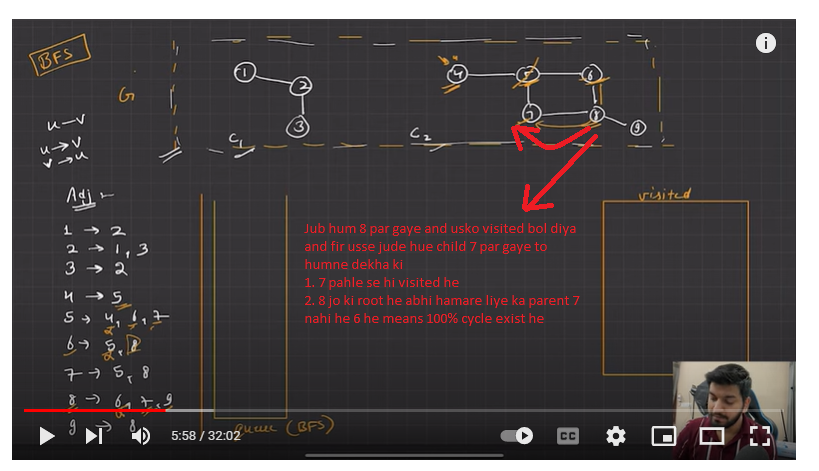 BFS
G
1
2
3
4
5
6
7
8
9
C1
C2
u — v
u → v
v → u
Adj :-
1 → 2
2 → 1, 3
3 → 2
4 → 5
5 → 4, 6, 7
6 → 5, 8
7 → 5, 8
8 → 6, 7, 9
9 → 8
visited
Jub hum 8 par gaye and usko visited bol diya
and fir usse jude hue child 7 par gaye to
humne dekha ki
1. 7 pahle se hi visited he
2. 8 jo ki root he abhi hamare liye ka parent 7
nahi he 6 he means 100% cycle exist he
queue (BFS)
5:58 / 32:02
CC